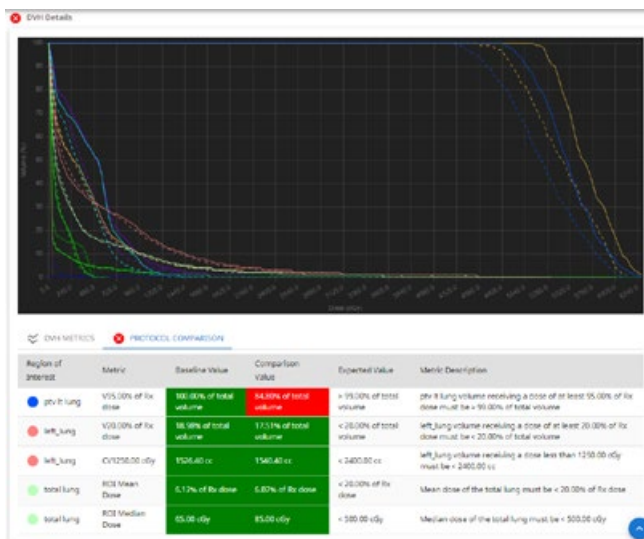 DVH Details
Volume (%)
DVH METRICS
PROTOCOL COMPARISON
Region of Interest Metric Baseline Value Comparison Value Expected Value Metric Description
ptv lt lung V95.00% of Rx dose 100.00% of total volume 84.80% of total volume > 99.00% of total volume ptv lt lung volume receiving a dose of at least 95.00% of Rx dose must be > 99.00% of total volume
left_lung V20.00% of Rx dose 18.98% of total volume 17.51% of total volume < 20.00% of total volume left_lung volume receiving a dose of at least 20.00% of Rx dose must be < 20.00% of total volume
left_lung CV1250.00 cGy 1526.40 cc 1540.40 cc < 2400.00 cc left_lung volume receiving a dose less than 1250.00 cGy must be < 2400.00 cc
total lung ROI Mean Dose 6.12% of Rx dose 6.82% of Rx dose < 20.00% of Rx dose Mean dose of the total lung must be < 20.00% of Rx dose
total lung ROI Median Dose 65.00 cGy 85.00 cGy < 500.00 cGy Median dose of the total lung must be < 500.00 cGy